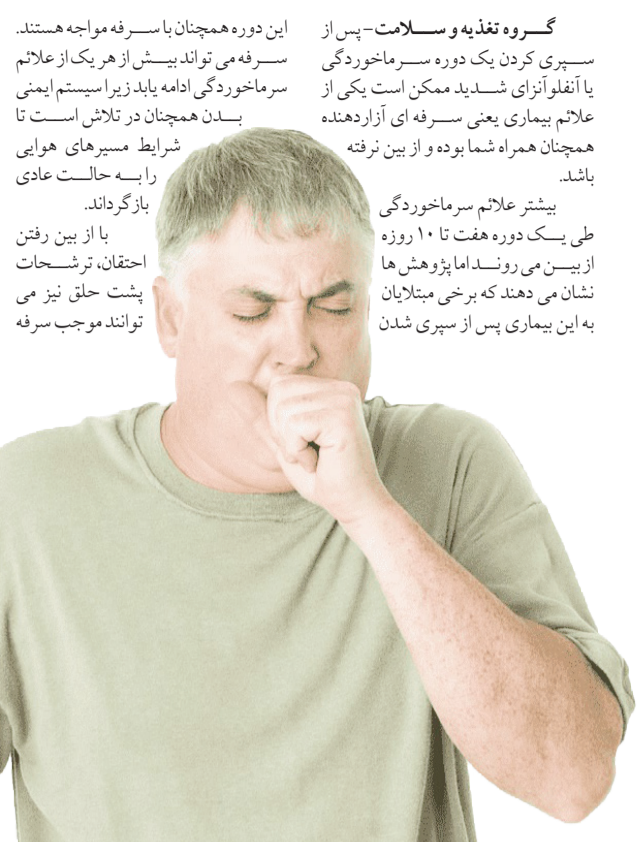 گروه تغذیه و سلامت- پس از
سپری کردن یک دوره سرماخوردگی
یا آنفلوآنزای شدید ممکن است یکی از
علائم بیماری یعنی سرفه ای آزاردهنده
همچنان همراه شما بوده و از بین نرفته
باشد.
بیشتر علائم سرماخوردگی
طی یک دوره هفت تا ۱۰ روزه
از بین می روند اما پژوهش ها
نشان می دهند که برخی مبتلایان
به این بیماری پس از سپری شدن
این دوره همچنان با سرفه مواجه هستند.
سرفه می تواند بیش از هر یک از علائم
سرماخوردگی ادامه یابد زیرا سیستم ایمنی
بدن همچنان در تلاش است تا
شرایط مسیرهای هوایی
را به حالت عادی
بازگرداند.
با از بین رفتن
احتقان، ترشحات
پشت حلق نیز می
توانند موجب سرفه